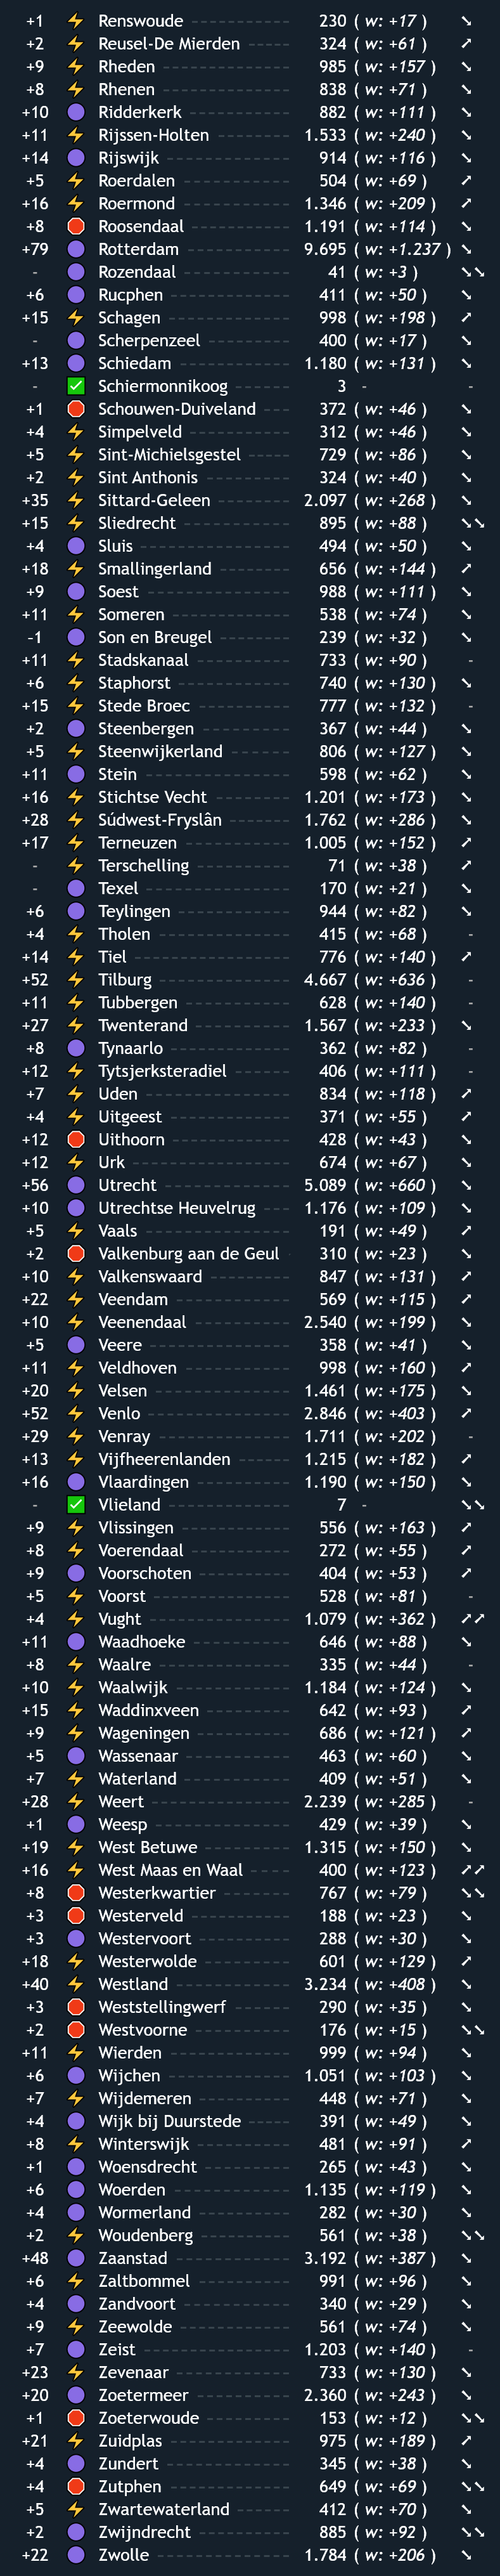 +1 ⚡ Renswoude 230 ( w: +17 ) ↘
+2 ⚡ Reusel-De Mierden 324 ( w: +61 ) ↗
+9 ⚡ Rheden 985 ( w: +157 ) ↘
+8 ⚡ Rhenen 838 ( w: +71 ) ↘
+10 Ridderkerk 882 ( w: +111 ) ↘
+11 ⚡ Rijssen-Holten 1.533 ( w: +240 ) ↘
+14 Rijswijk 914 ( w: +116 ) ↘
+5 ⚡ Roerdalen 504 ( w: +69 ) ↗
+16 ⚡ Roermond 1.346 ( w: +209 ) ↗
+8 Roosendaal 1.191 ( w: +114 ) ↘
+79 Rotterdam 9.695 ( w: +1.237 ) ↘
- Rozendaal 41 ( w: +3 ) ↘↘
+6 Rucphen 411 ( w: +50 ) ↘
+15 ⚡ Schagen 998 ( w: +198 ) ↗
- Scherpenzeel 400 ( w: +17 ) ↘
+13 Schiedam 1.180 ( w: +131 ) ↘
- ✅ Schiermonnikoog 3 - -
+1 Schouwen-Duiveland 372 ( w: +46 ) ↘
+4 ⚡ Simpelveld 312 ( w: +46 ) ↘
+5 ⚡ Sint-Michielsgestel 729 ( w: +86 ) ↘
+2 ⚡ Sint Anthonis 324 ( w: +40 ) ↘
+35 ⚡ Sittard-Geleen 2.097 ( w: +268 ) ↘
+15 ⚡ Sliedrecht 895 ( w: +88 ) ↘↘
+4 Sluis 494 ( w: +50 ) ↘
+18 ⚡ Smallingerland 656 ( w: +144 ) ↗
+9 Soest 988 ( w: +111 ) ↘
+11 ⚡ Someren 538 ( w: +74 ) ↘
-1 Son en Breugel 239 ( w: +32 ) ↘
+11 ⚡ Stadskanaal 733 ( w: +90 ) -
+6 ⚡ Staphorst 740 ( w: +130 ) ↘
+15 ⚡ Stede Broec 777 ( w: +132 ) -
+2 Steenbergen 367 ( w: +44 ) ↘
+5 ⚡ Steenwijkerland 806 ( w: +127 ) ↘
+11 Stein 598 ( w: +62 ) ↘
+16 ⚡ Stichtse Vecht 1.201 ( w: +173 ) ↘
+28 ⚡ Súdwest-Fryslân 1.762 ( w: +286 ) ↘
+17 ⚡ Terneuzen 1.005 ( w: +152 ) ↗
- ⚡ Terschelling 71 ( w: +38 ) ↗
- Texel 170 ( w: +21 ) ↘
+6 Teylingen 944 ( w: +82 ) ↘
+4 ⚡ Tholen 415 ( w: +68 ) -
+14 ⚡ Tiel 776 ( w: +140 ) ↗
+52 ⚡ Tilburg 4.667 ( w: +636 ) -
+11 ⚡ Tubbergen 628 ( w: +140 ) -
+27 ⚡ Twenterand 1.567 ( w: +233 ) ↘
+8 Tynaarlo 362 ( w: +82 ) -
+12 ⚡ Tytsjerksteradiel 406 ( w: +111 ) -
+7 ⚡ Uden 834 ( w: +118 ) ↗
+4 ⚡ Uitgeest 371 ( w: +55 ) ↗
+12 Uithoorn 428 ( w: +43 ) ↘
+12 ⚡ Urk 674 ( w: +67 ) ↘
+56 Utrecht 5.089 ( w: +660 ) ↘
+10 Utrechtse Heuvelrug 1.176 ( w: +109 ) ↘
+5 ⚡ Vaals 191 ( w: +49 ) ↗
+2 Valkenburg aan de Geul 310 ( w: +23 ) ↘
+10 ⚡ Valkenswaard 847 ( w: +131 ) ↗
+22 ⚡ Veendam 569 ( w: +115 ) ↗
+10 ⚡ Veenendaal 2.540 ( w: +199 ) ↘
+5 Veere 358 ( w: +41 ) ↘
+11 ⚡ Veldhoven 998 ( w: +160 ) ↗
+20 ⚡ Velsen 1.461 ( w: +175 ) ↘
+52 ⚡ Venlo 2.846 ( w: +403 ) ↗
+29 ⚡ Venray 1.711 ( w: +202 ) -
+13 ⚡ Vijfheerenlanden 1.215 ( w: +182 ) ↗
+16 Vlaardingen 1.190 ( w: +150 ) ↘
- ✅ Vlieland 7 - ↘↘
+9 ⚡ Vlissingen 556 ( w: +163 ) ↗
+8 ⚡ Voerendaal 272 ( w: +55 ) ↗
+9 Voorschoten 404 ( w: +53 ) ↗
+5 ⚡ Voorst 528 ( w: +81 ) -
+4 ⚡ Vught 1.079 ( w: +362 ) ↗↗
+11 Waadhoeke 646 ( w: +88 ) ↘
+8 ⚡ Waalre 335 ( w: +44 ) -
+10 ⚡ Waalwijk 1.184 ( w: +124 ) ↘
+15 ⚡ Waddinxveen 642 ( w: +93 ) ↗
+9 ⚡ Wageningen 686 ( w: +121 ) ↗
+5 Wassenaar 463 ( w: +60 ) ↘
+7 ⚡ Waterland 409 ( w: +51 ) ↘
+28 ⚡ Weert 2.239 ( w: +285 ) -
+1 Weesp 429 ( w: +39 ) ↘
+19 ⚡ West Betuwe 1.315 ( w: +150 ) ↘
+16 ⚡ West Maas en Waal 400 ( w: +123 ) ↗↗
+8 Westerkwartier 767 ( w: +79 ) ↘↘
+3 Westerveld 188 ( w: +23 ) ↘
+3 Westervoort 288 ( w: +30 ) ↘
+18 ⚡ Westerwolde 601 ( w: +129 ) ↗
+40 ⚡ Westland 3.234 ( w: +408 ) ↘
+3 Weststellingwerf 290 ( w: +35 ) ↘
+2 Westvoorne 176 ( w: +15 ) ↘↘
+11 ⚡ Wierden 999 ( w: +94 ) ↘
+6 Wijchen 1.051 ( w: +103 ) ↘
+7 ⚡ Wijdemeren 448 ( w: +71 ) ↘
+4 Wijk bij Duurstede 391 ( w: +49 ) ↘
+8 ⚡ Winterswijk 481 ( w: +91 ) ↗
+1 Woensdrecht 265 ( w: +43 ) ↘
+6 Woerden 1.135 ( w: +119 ) ↘
+4 Wormerland 282 ( w: +30 ) ↘
+2 ⚡ Woudenberg 561 ( w: +38 ) ↘↘
+48 Zaanstad 3.192 ( w: +387 ) ↘
+6 ⚡ Zaltbommel 991 ( w: +96 ) ↘
+4 Zandvoort 340 ( w: +29 ) ↘
+9 ⚡ Zeewolde 561 ( w: +74 ) ↘
+7 Zeist 1.203 ( w: +140 ) -
+23 ⚡ Zevenaar 733 ( w: +130 ) ↘
+20 Zoetermeer 2.360 ( w: +243 ) ↘
+1 Zoeterwoude 153 ( w: +12 ) ↘↘
+21 ⚡ Zuidplas 975 ( w: +189 ) ↗
+4 Zundert 345 ( w: +38 ) ↘
+4 Zutphen 649 ( w: +69 ) ↘↘
+5 ⚡ Zwartewaterland 412 ( w: +70 ) ↘
+2 Zwijndrecht 885 ( w: +92 ) ↘↘
+22 Zwolle 1.784 ( w: +206 ) ↘